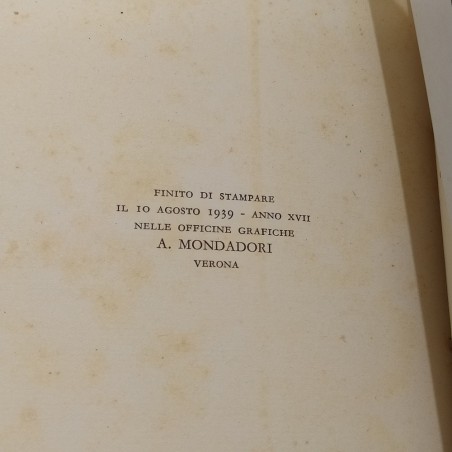 FINITO DI STAMPARE
IL 10 AGOSTO 1939 - ANNO XVII
NELLE OFFICINE GRAFICHE
A. MONDADORI
VERONA